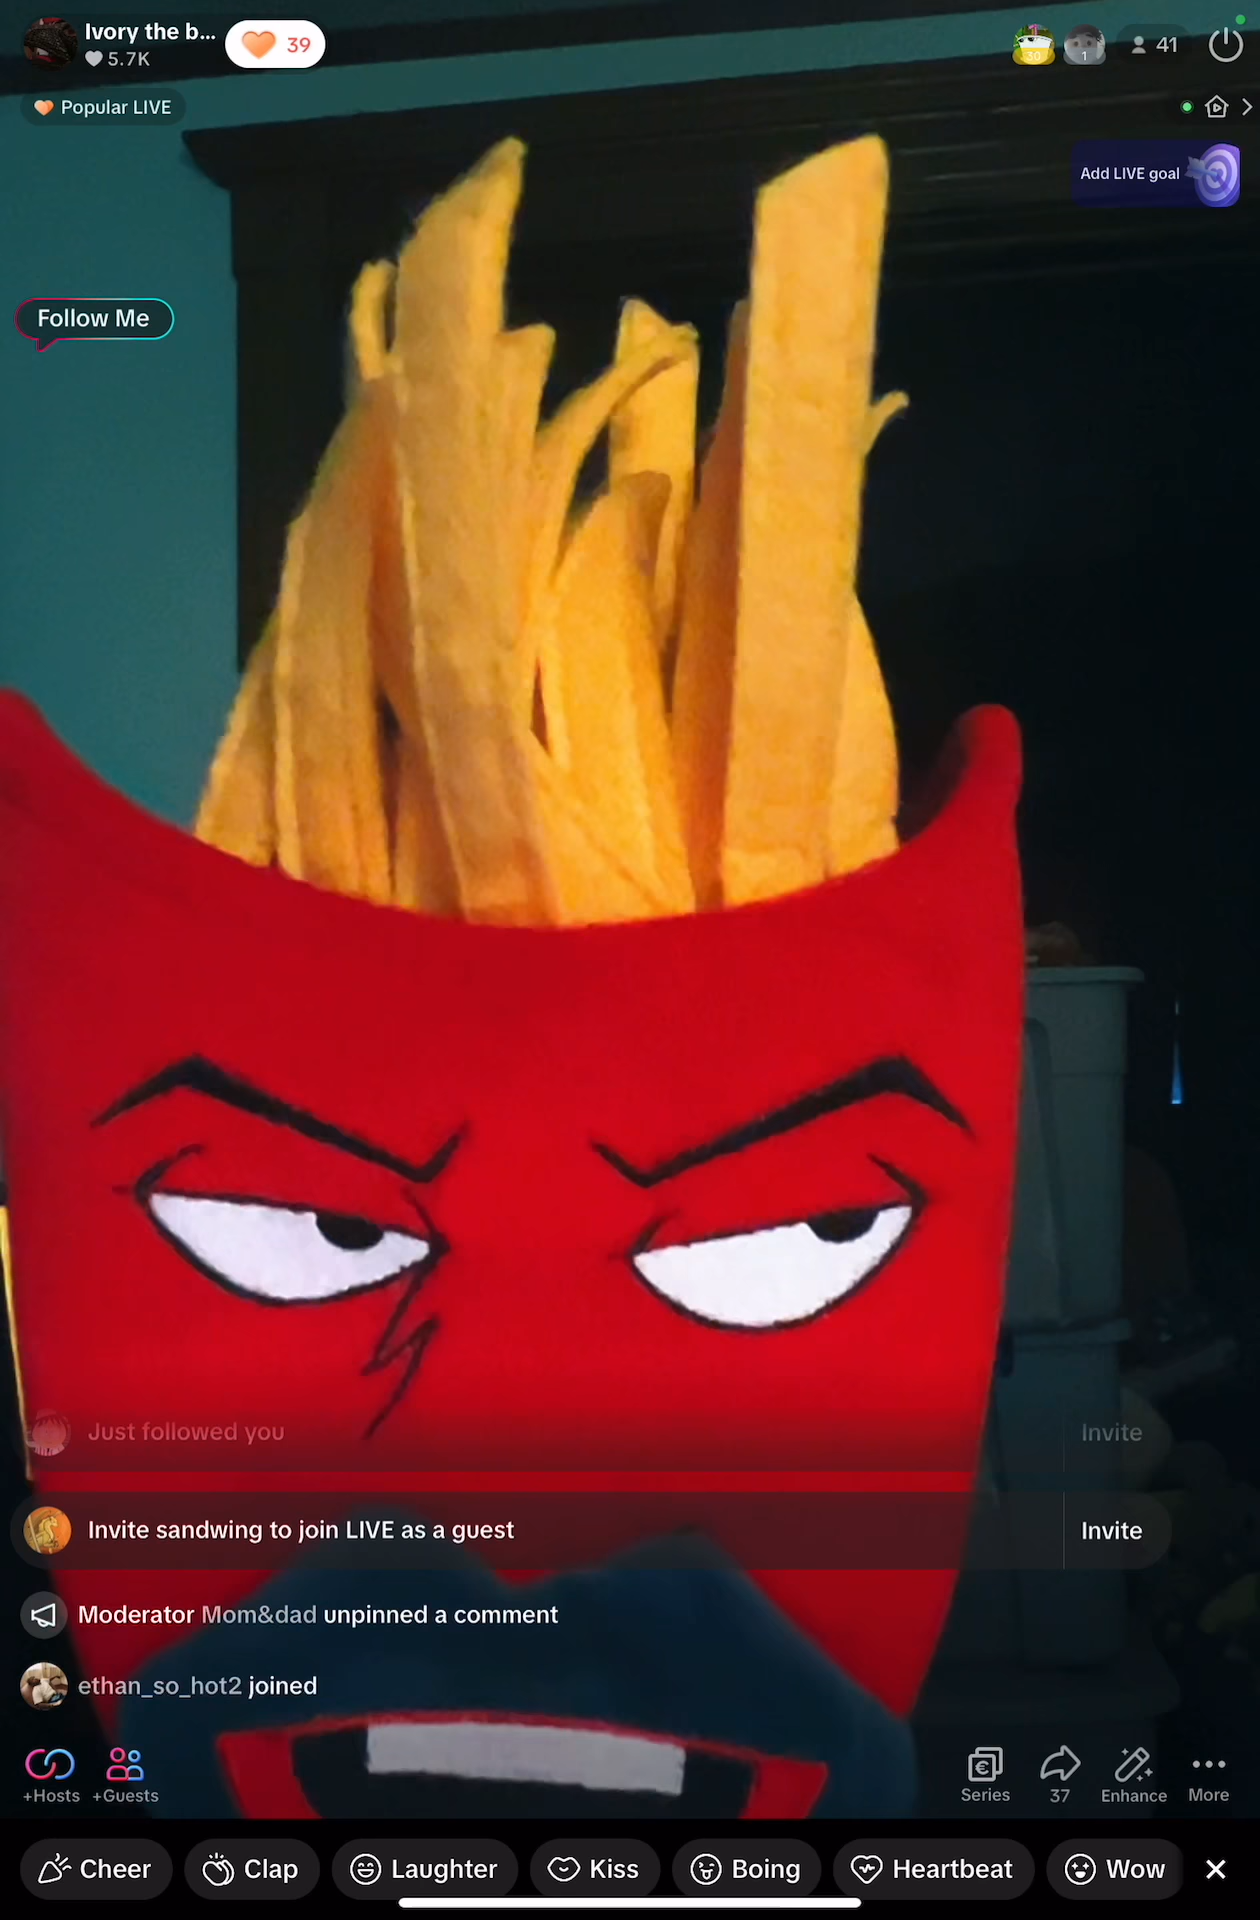 Ivory the b...
5.7K
39
30
1
41
Popular LIVE
Add LIVE goal
Follow Me
Just followed you
Invite
Invite sandwing to join LIVE as a guest
Invite
Moderator Mom&dad unpinned a comment
ethan_so_hot2 joined
+Hosts
+Guests
Series
37
Enhance
More
Cheer
Clap
Laughter
Kiss
Boing
Heartbeat
Wow